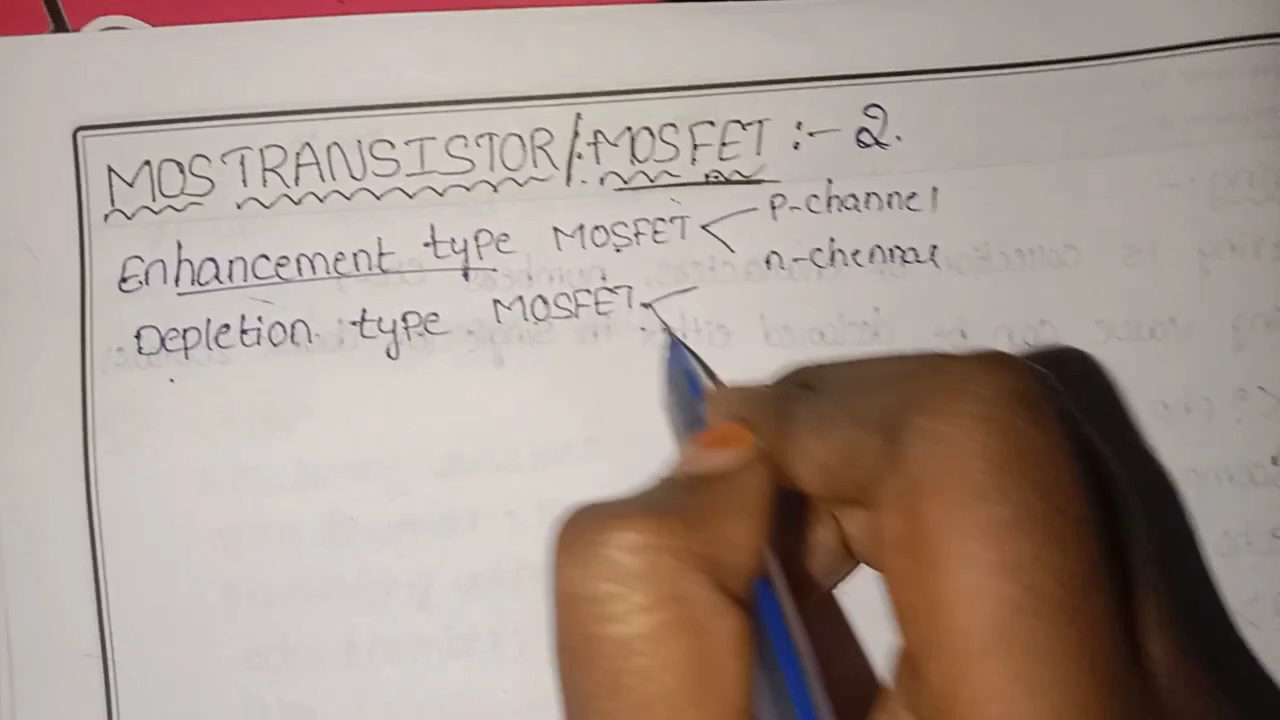 MOS TRANSISTOR/:MOSFET :- 2.
Enhancement type MOSFET
P-channel
n-chennal
Depletion type MOSFET